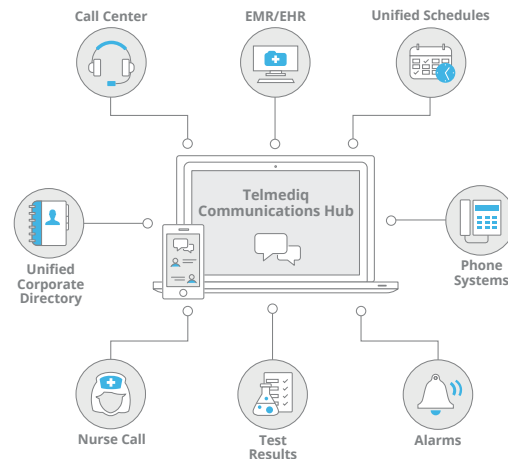 Call Center
EMR/EHR
Unified Schedules
Telmediq
Communications Hub
Unified
Corporate
Directory
Phone
Systems
Nurse Call
Test
Results
Alarms